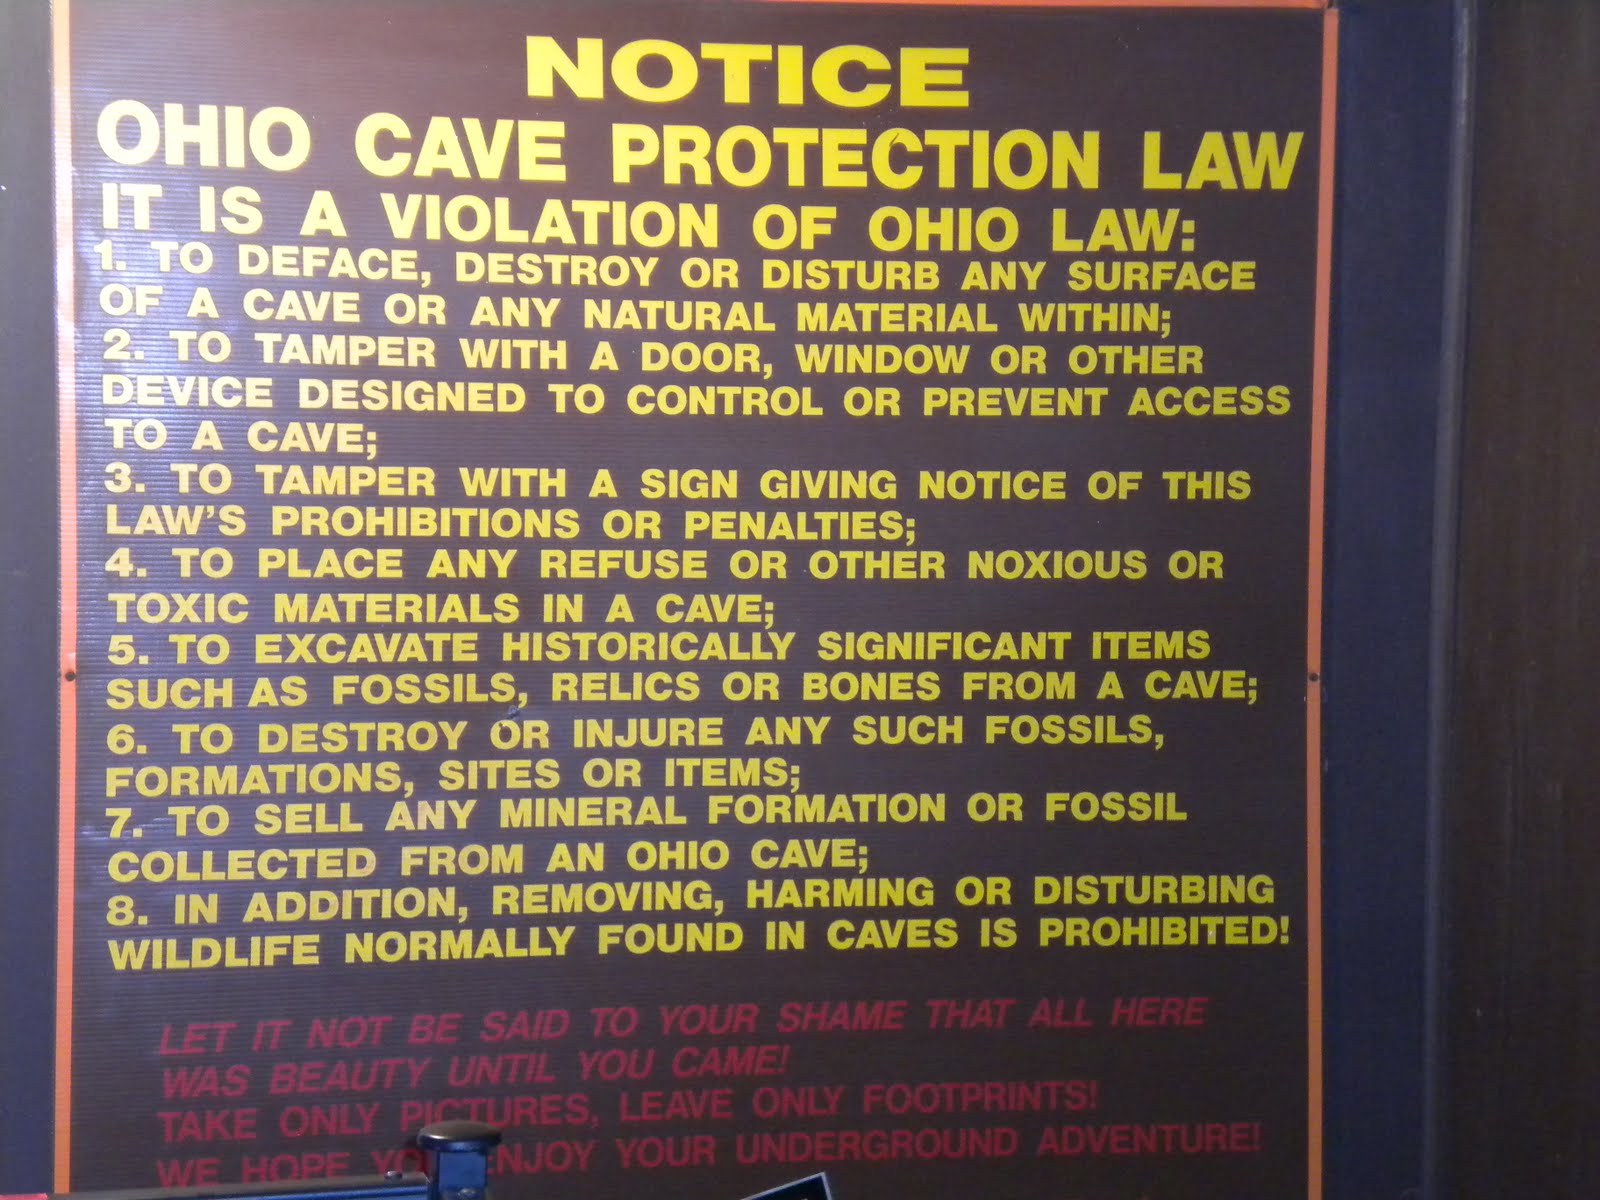 NOTICE
OHIO CAVE PROTECTION LAW
IT IS A VIOLATION OF OHIO LAW:
1. TO DEFACE, DESTROY OR DISTURB ANY SURFACE
OF A CAVE OR ANY NATURAL MATERIAL WITHIN;
2. TO TAMPER WITH A DOOR, WINDOW OR OTHER
DEVICE DESIGNED TO CONTROL OR PREVENT ACCESS
TO A CAVE;
3. TO TAMPER WITH A SIGN GIVING NOTICE OF THIS
LAW'S PROHIBITIONS OR PENALTIES;
4. TO PLACE ANY REFUSE OR OTHER NOXIOUS OR
TOXIC MATERIALS IN A CAVE;
5. TO EXCAVATE HISTORICALLY SIGNIFICANT ITEMS
SUCH AS FOSSILS, RELICS OR BONES FROM A CAVE;
6. TO DESTROY OR INJURE ANY SUCH FOSSILS,
FORMATIONS, SITES OR ITEMS;
7. TO SELL ANY MINERAL FORMATION OR FOSSIL
COLLECTED FROM AN OHIO CAVE;
8. IN ADDITION, REMOVING, HARMING OR DISTURBING
WILDLIFE NORMALLY FOUND IN CAVES IS PROHIBITED!
LET IT NOT BE SAID TO YOUR SHAME THAT ALL HERE
WAS BEAUTY UNTIL YOU CAME!
TAKE ONLY PICTURES, LEAVE ONLY FOOTPRINTS!
WE HOPE YOU ENJOY YOUR UNDERGROUND ADVENTURE!